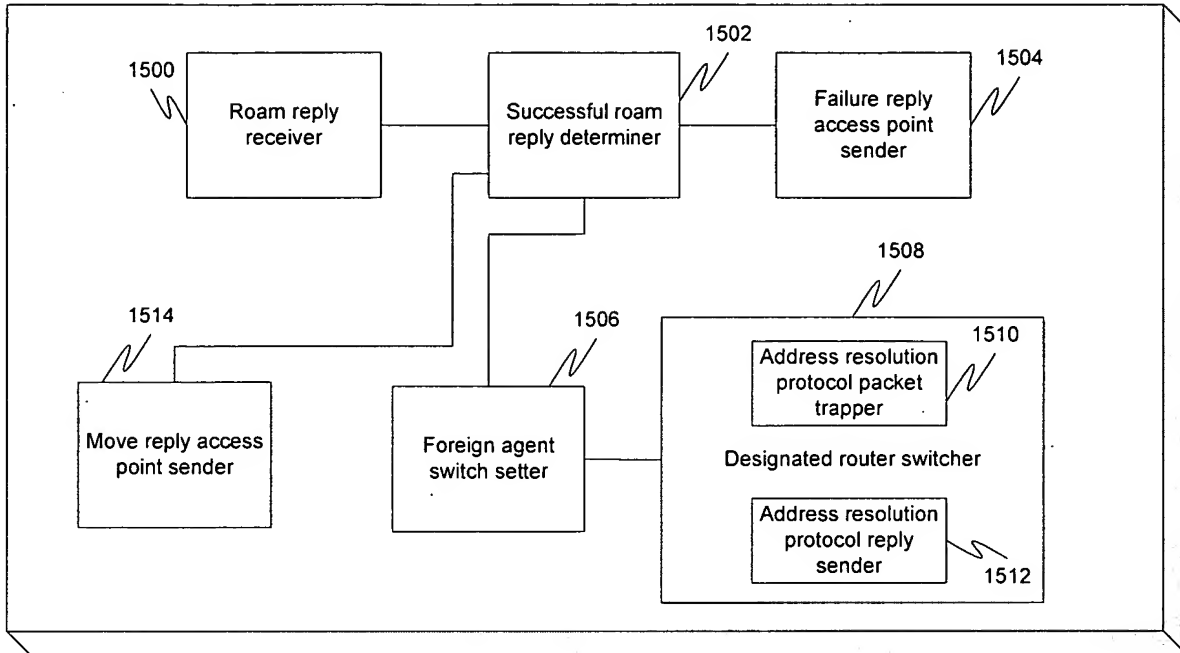 1500
Roam reply
receiver
1502
Successful roam
reply determiner
1504
Failure reply
access point
sender
1514
Move reply access
point sender
1506
Foreign agent
switch setter
1508
1510
Address resolution
protocol packet
trapper
Designated router switcher
Address resolution
protocol reply
sender
1512